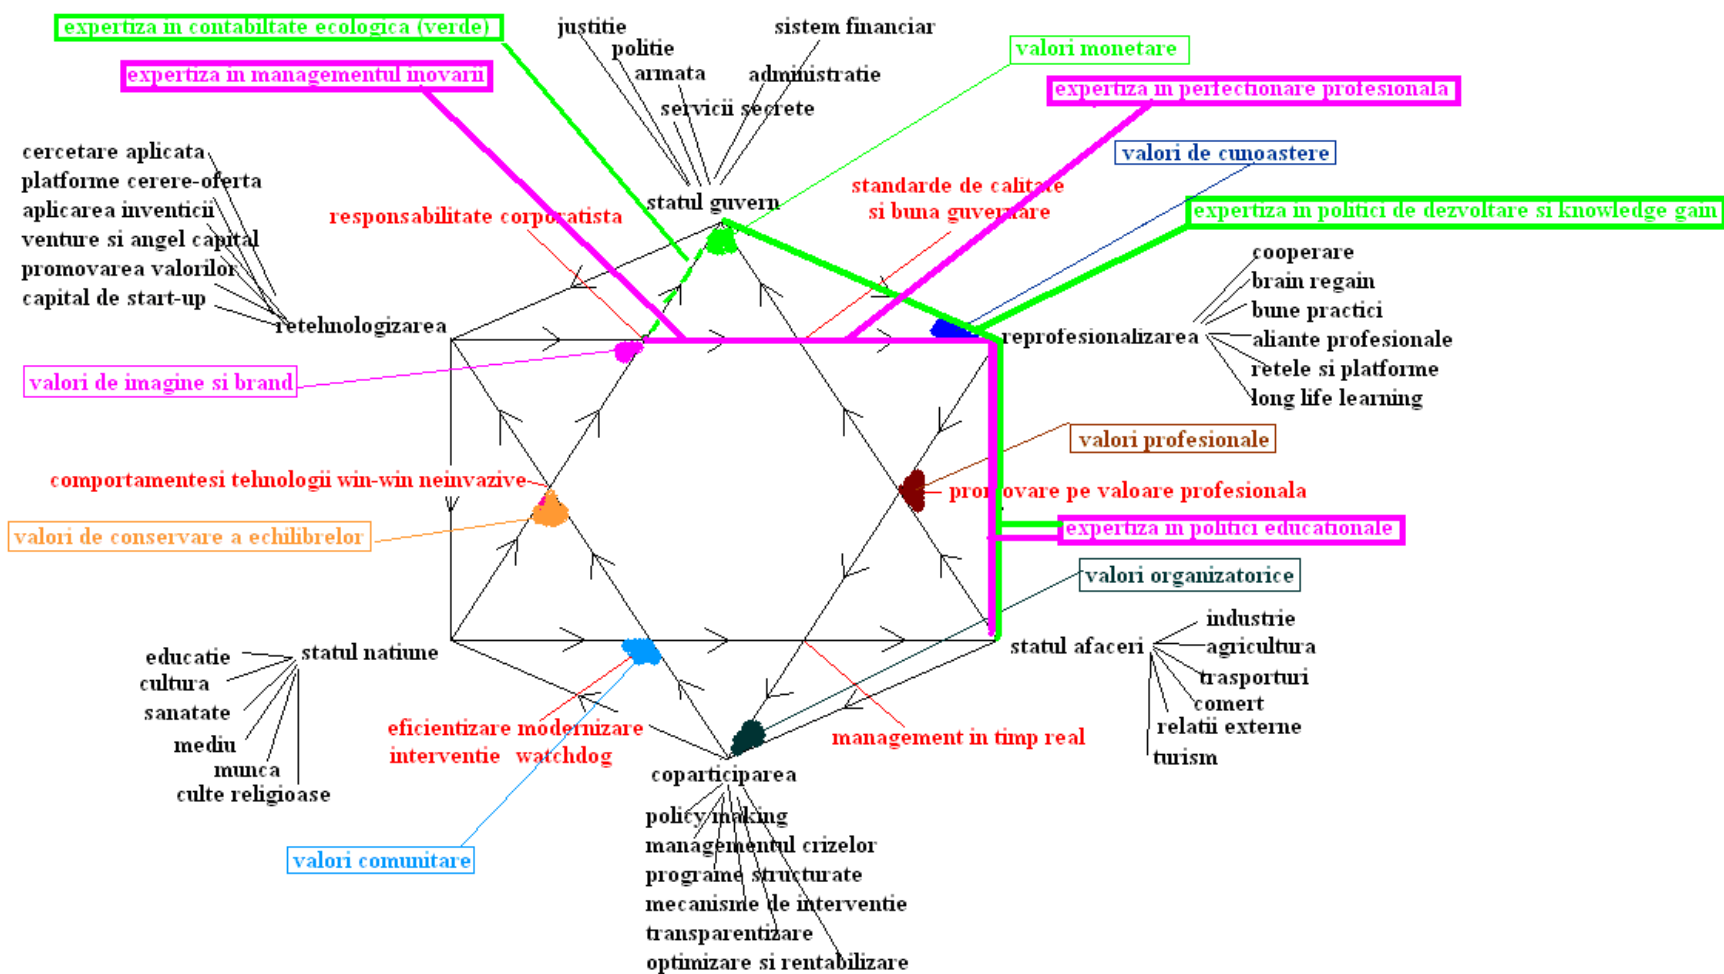 expertiza in contabiltate ecologica (verde)
justitie
sistem financiar
politie
valori monetare
expertiza in managementul inovarii
armata
administratie
expertiza in perfectionare profesionala
servicii secrete
cercetare aplicata
valori de cunoastere
platforme cerere-oferta
standarde de calitate
si buna guvernare
aplicarea inventicii
responsabilitate corporatista
statul guvern
expertiza in politici de dezvoltare si knowledge gain
venture si angel capital
cooperare
promovarea valorilor
brain regain
capital de start-up
bune practici
retehnologizarea
reprofesionalizarea
aliante profesionale
retele si platforme
valori de imagine si brand
long life learning
valori profesionale
comportamentesi tehnologii win-win neinvazive
promovare pe valoare profesionala
valori de conservare a echilibrelor
expertiza in politici educationale
valori organizatorice
industrie
educatie
statul natiune
statul afaceri
agricultura
cultura
trasporturi
sanatate
comert
eficientizare modernizare
interventie watchdog
relatii externe
mediu
management in timp real
turism
munca
culte religioase
coparticiparea
policy making
managementul crizelor
valori comunitare
programe structurate
mecanisme de interventie
transparentizare
optimizare si rentabilizare